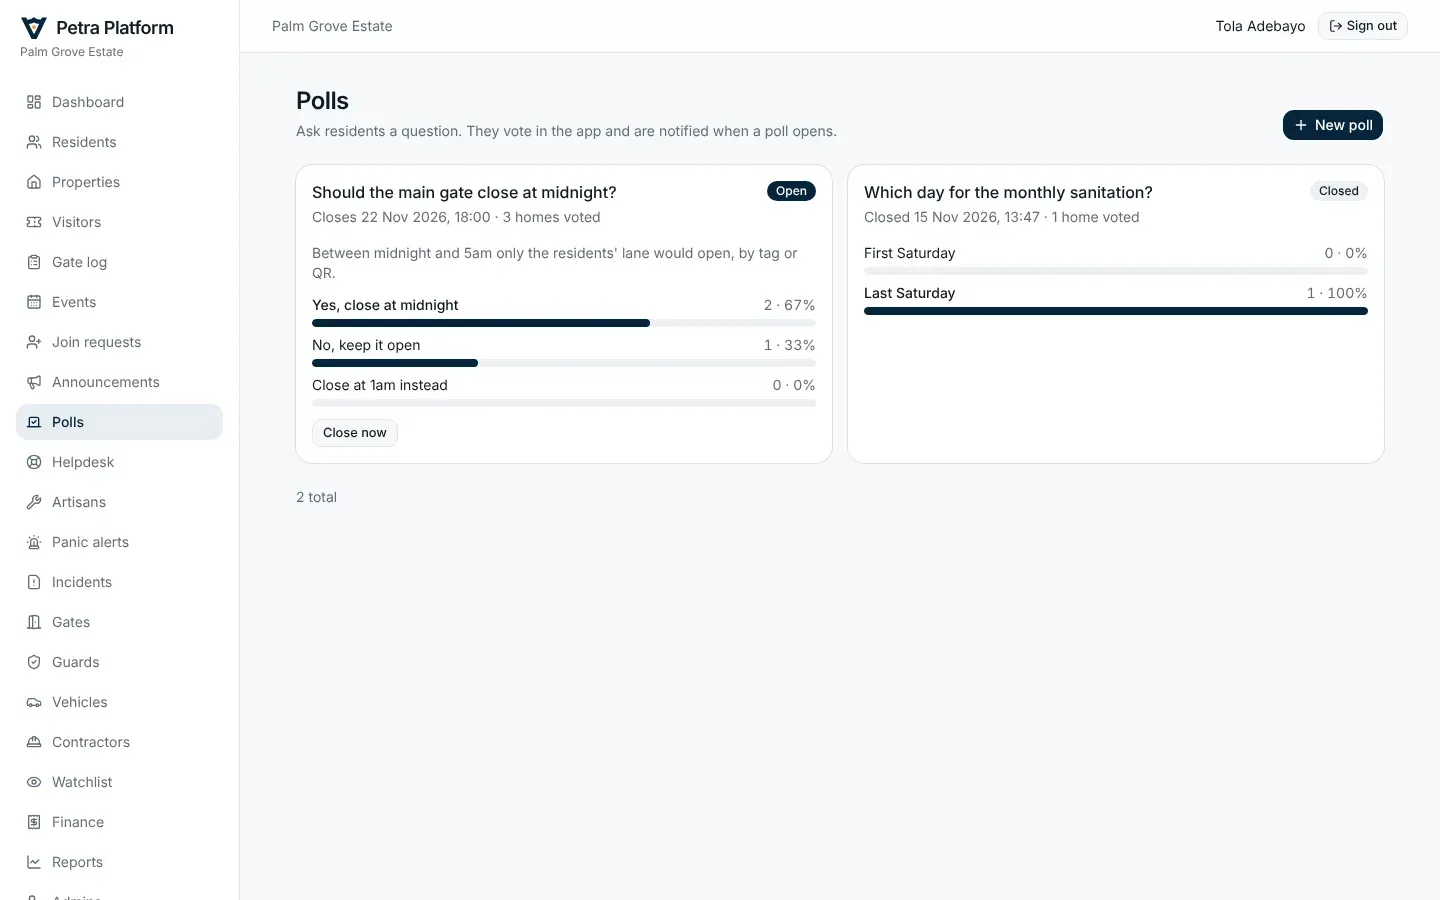 Petra Platform
Palm Grove Estate
Dashboard
Residents
Properties
Visitors
Gate log
Events
Join requests
Announcements
Polls
Helpdesk
Artisans
Panic alerts
Incidents
Gates
Guards
Vehicles
Contractors
Watchlist
Finance
Reports
Admins
Palm Grove Estate
Tola Adebayo
Sign out
Polls
Ask residents a question. They vote in the app and are notified when a poll opens.
New poll
Should the main gate close at midnight?
Open
Closes 22 Nov 2026, 18:00 · 3 homes voted
Between midnight and 5am only the residents' lane would open, by tag or
QR.
Yes, close at midnight 2 · 67%
No, keep it open 1 · 33%
Close at 1am instead 0 · 0%
Close now
Which day for the monthly sanitation?
Closed
Closed 15 Nov 2026, 13:47 · 1 home voted
First Saturday 0 · 0%
Last Saturday 1 · 100%
2 total